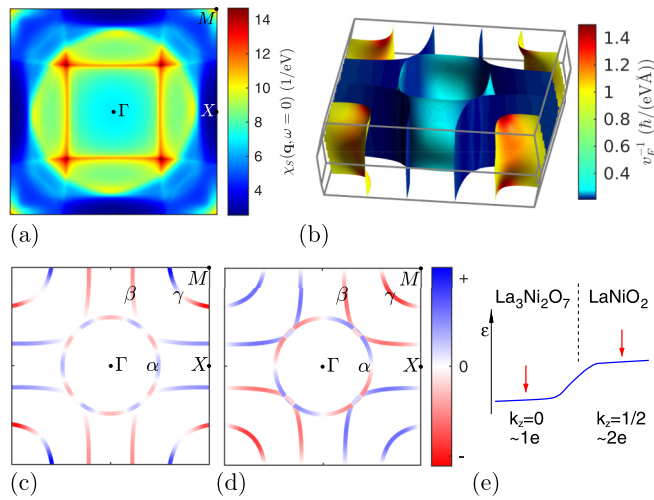 M
Γ
X
14
12
10
8
6
4
χS(q, ω = 0) (1/eV)
(a)
1.4
1.2
1
0.8
0.6
0.4
v_F^{-1} (ħ/(eVÅ))
(b)
M
β
γ
Γ
α
X
(c)
M
β
γ
Γ
α
X
(d)
+
0
-
La3Ni2O7
LaNiO2
ε
kz=0
~1e
kz=1/2
~2e
(e)